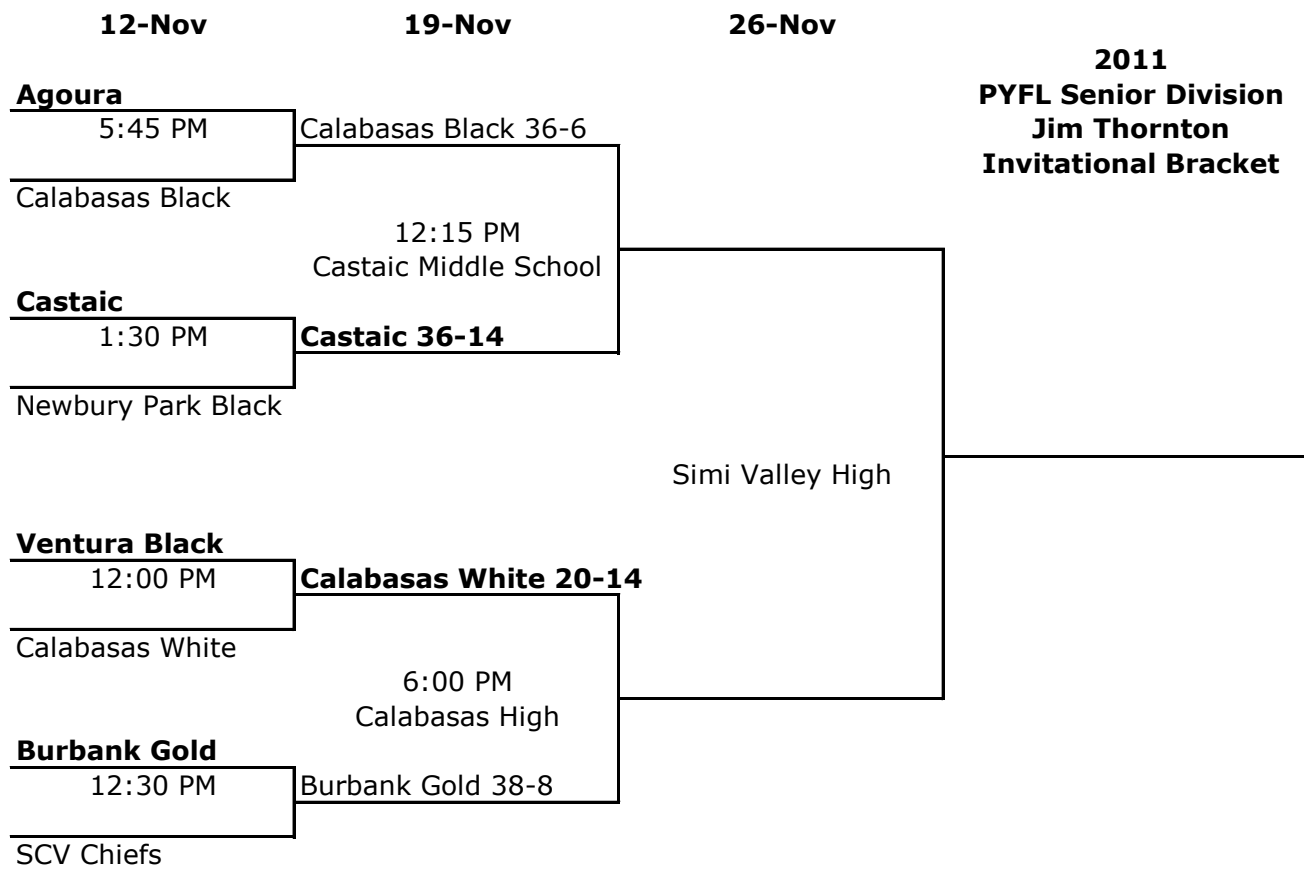 12-Nov 19-Nov 26-Nov
2011
PYFL Senior Division
Jim Thornton
Invitational Bracket
Agoura
5:45 PM
Calabasas Black 36-6
Calabasas Black
12:15 PM
Castaic Middle School
Castaic
1:30 PM
Castaic 36-14
Newbury Park Black
Simi Valley High
Ventura Black
12:00 PM
Calabasas White 20-14
Calabasas White
6:00 PM
Calabasas High
Burbank Gold
12:30 PM
Burbank Gold 38-8
SCV Chiefs